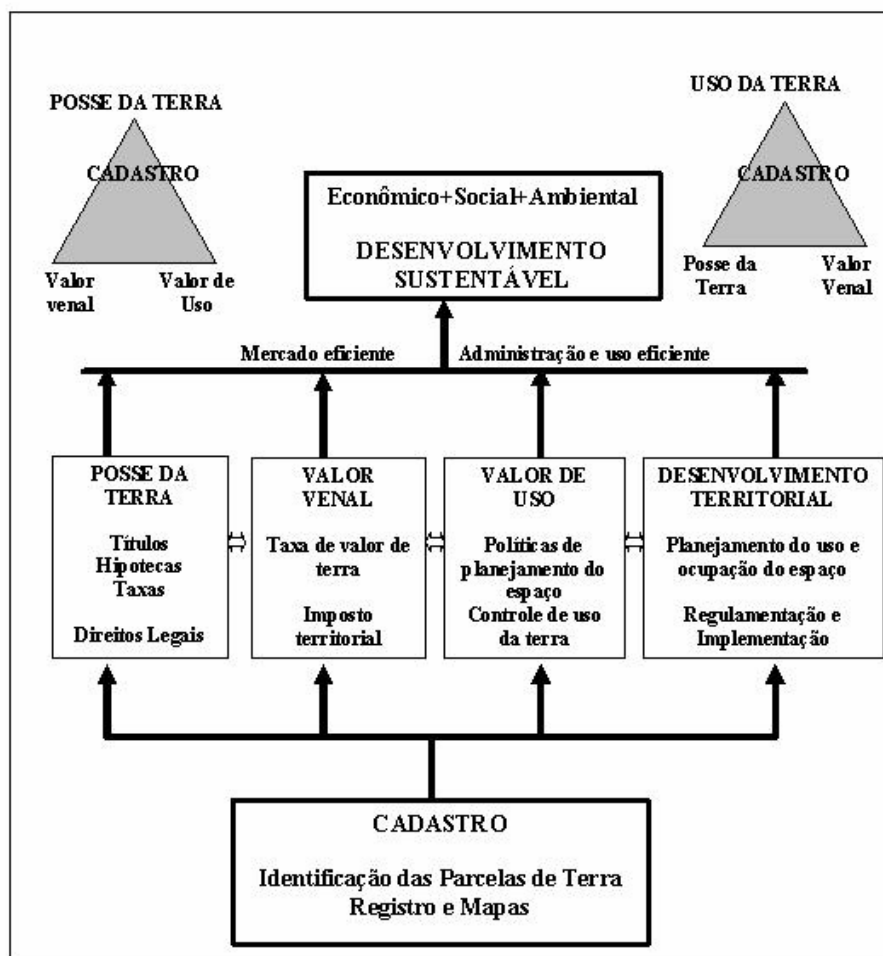 POSSE DA TERRA
CADASTRO
Valor
venal
Valor de
Uso
USO DA TERRA
CADASTRO
Posse da
Terra
Valor
Venal
Econômico+Social+Ambiental
DESENVOLVIMENTO
SUSTENTÁVEL
Mercado eficiente
Administração e uso eficiente
POSSE DA
TERRA
Títulos
Hipotecas
Taxas
Direitos Legais
VALOR
VENAL
Taxa de valor de
terra
Imposto
territorial
VALOR DE
USO
Políticas de
planejamento do
espaço
Controle de uso
da terra
DESENVOLVIMENTO
TERRITORIAL
Planejamento do uso e
ocupação do espaço
Regulamentação e
Implementação
CADASTRO
Identificação das Parcelas de Terra
Registro e Mapas